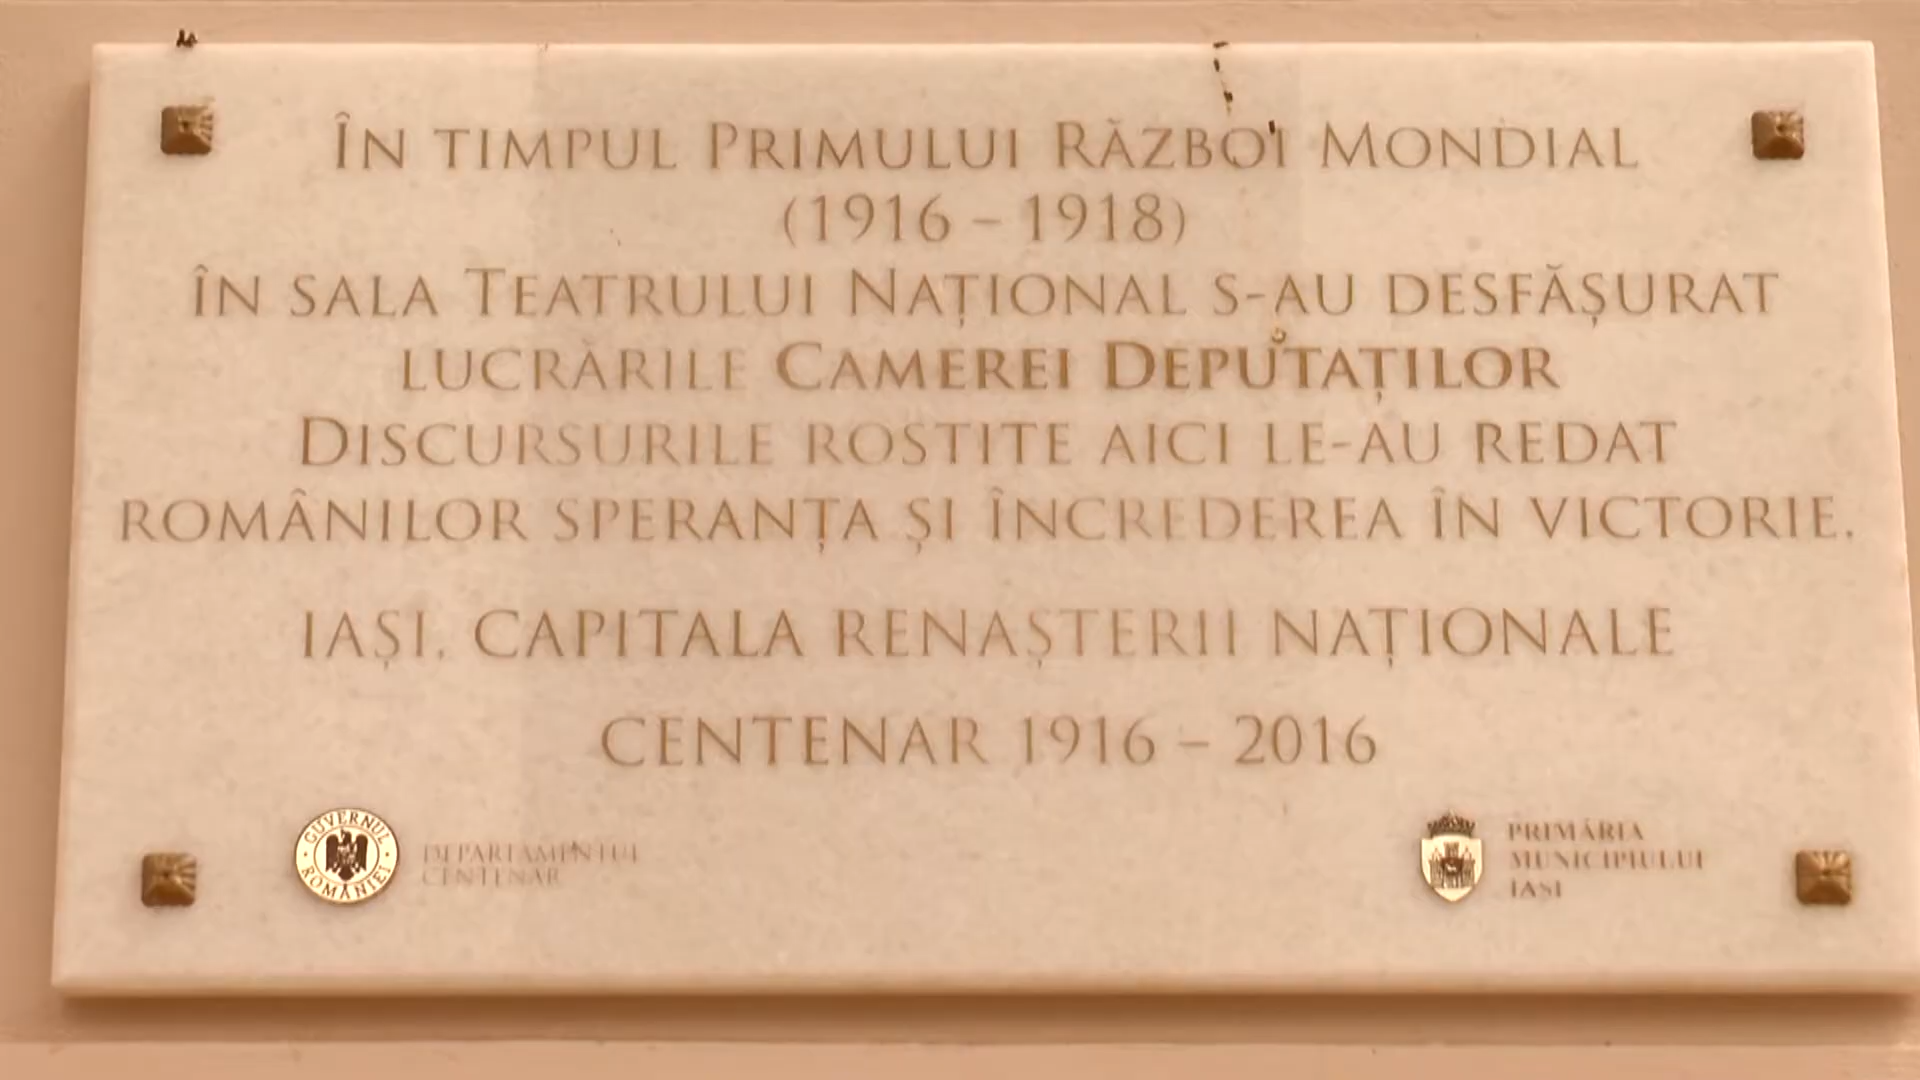 În timpul Primului Război Mondial
(1916 – 1918)
în sala Teatrului Național s-au desfășurat
lucrările Camerei Deputaților
Discursurile rostite aici le-au redat
românilor speranța și încrederea în victorie.
IAȘI, CAPITALA RENAȘTERII NAȚIONALE
CENTENAR 1916 – 2016
GUVERNUL ROMÂNIEI
DEPARTAMENTUL
CENTENAR
PRIMĂRIA
MUNICIPIULUI
IAȘI